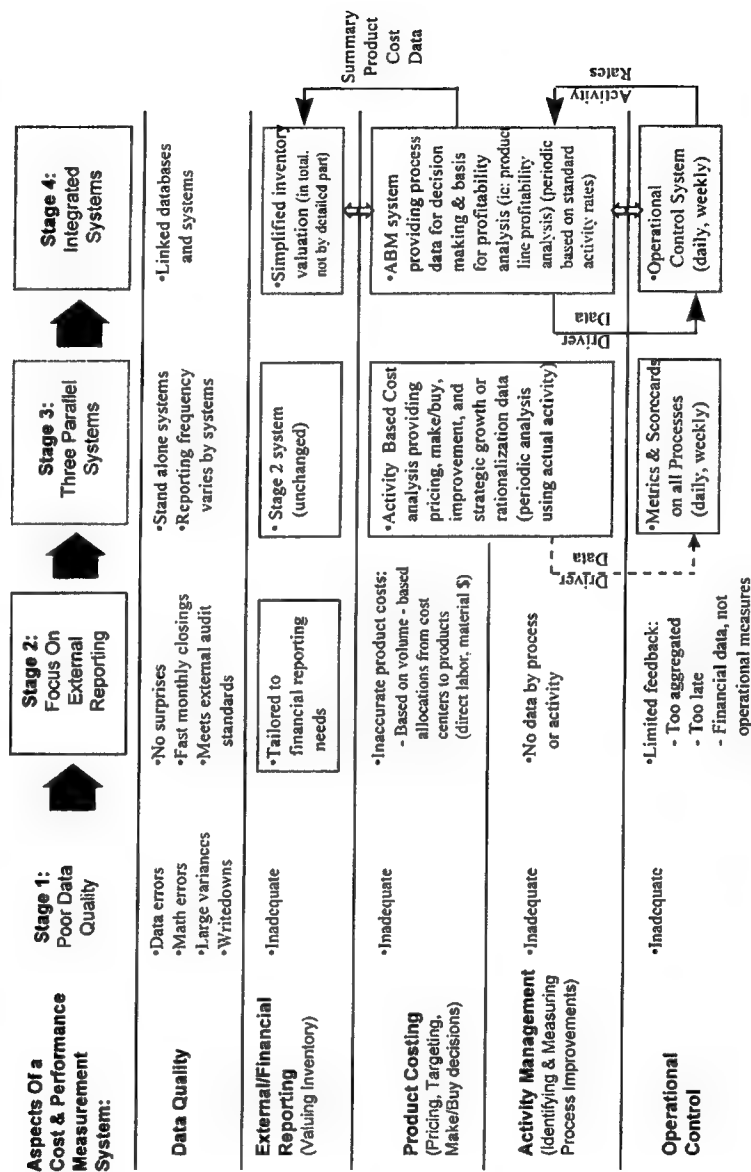 Aspects Of a
Cost & Performance
Measurement
System:
Stage 1:
Poor Data
Quality
Stage 2:
Focus On
External
Reporting
Stage 3:
Three Parallel
Systems
Stage 4:
Integrated
Systems
Data Quality
•Data errors
•Math errors
•Large variances
•Writedowns
•No surprises
•Fast monthly closings
•Meets external audit
standards
•Stand alone systems
•Reporting frequency
varies by systems
•Linked databases
and systems
External/Financial
Reporting
(Valuing Inventory)
•Inadequate
•Tailored to
financial reporting
needs
• Stage 2 system
(unchanged)
•Simplified inventory
valuation (in total.
not by detailed part)
Summary
Product
Cost
Data
Product Costing
(Pricing, Targeting,
Make/Buy decisions)
•Inadequate
•Inaccurate product costs:
- Based on volume - based
allocations from cost
centers to products
(direct labor, material $)
•Activity Based Cost
analysis providing
pricing, make/buy,
improvement, and
strategic growth or
rationalization data
(periodic analysis
using actual activity)
•ABM system
providing process
data for decision
making & basis
for profitability
analysis (ie: product
line profitability
analysis) (periodic
based on standard
activity rates)
Activity Management
(Identifying & Measuring
Process Improvements)
•Inadequate
•No data by process
or activity
Driver
Data
Driver
Data
Activity
Rates
Operational
Control
•Inadequate
•Limited feedback:
- Too aggregated
- Too late
- Financial data, not
operational measures
•Metrics & Scorecards
on all Processes
(daily, weekly)
•Operational
Control System
(daily, weekly)